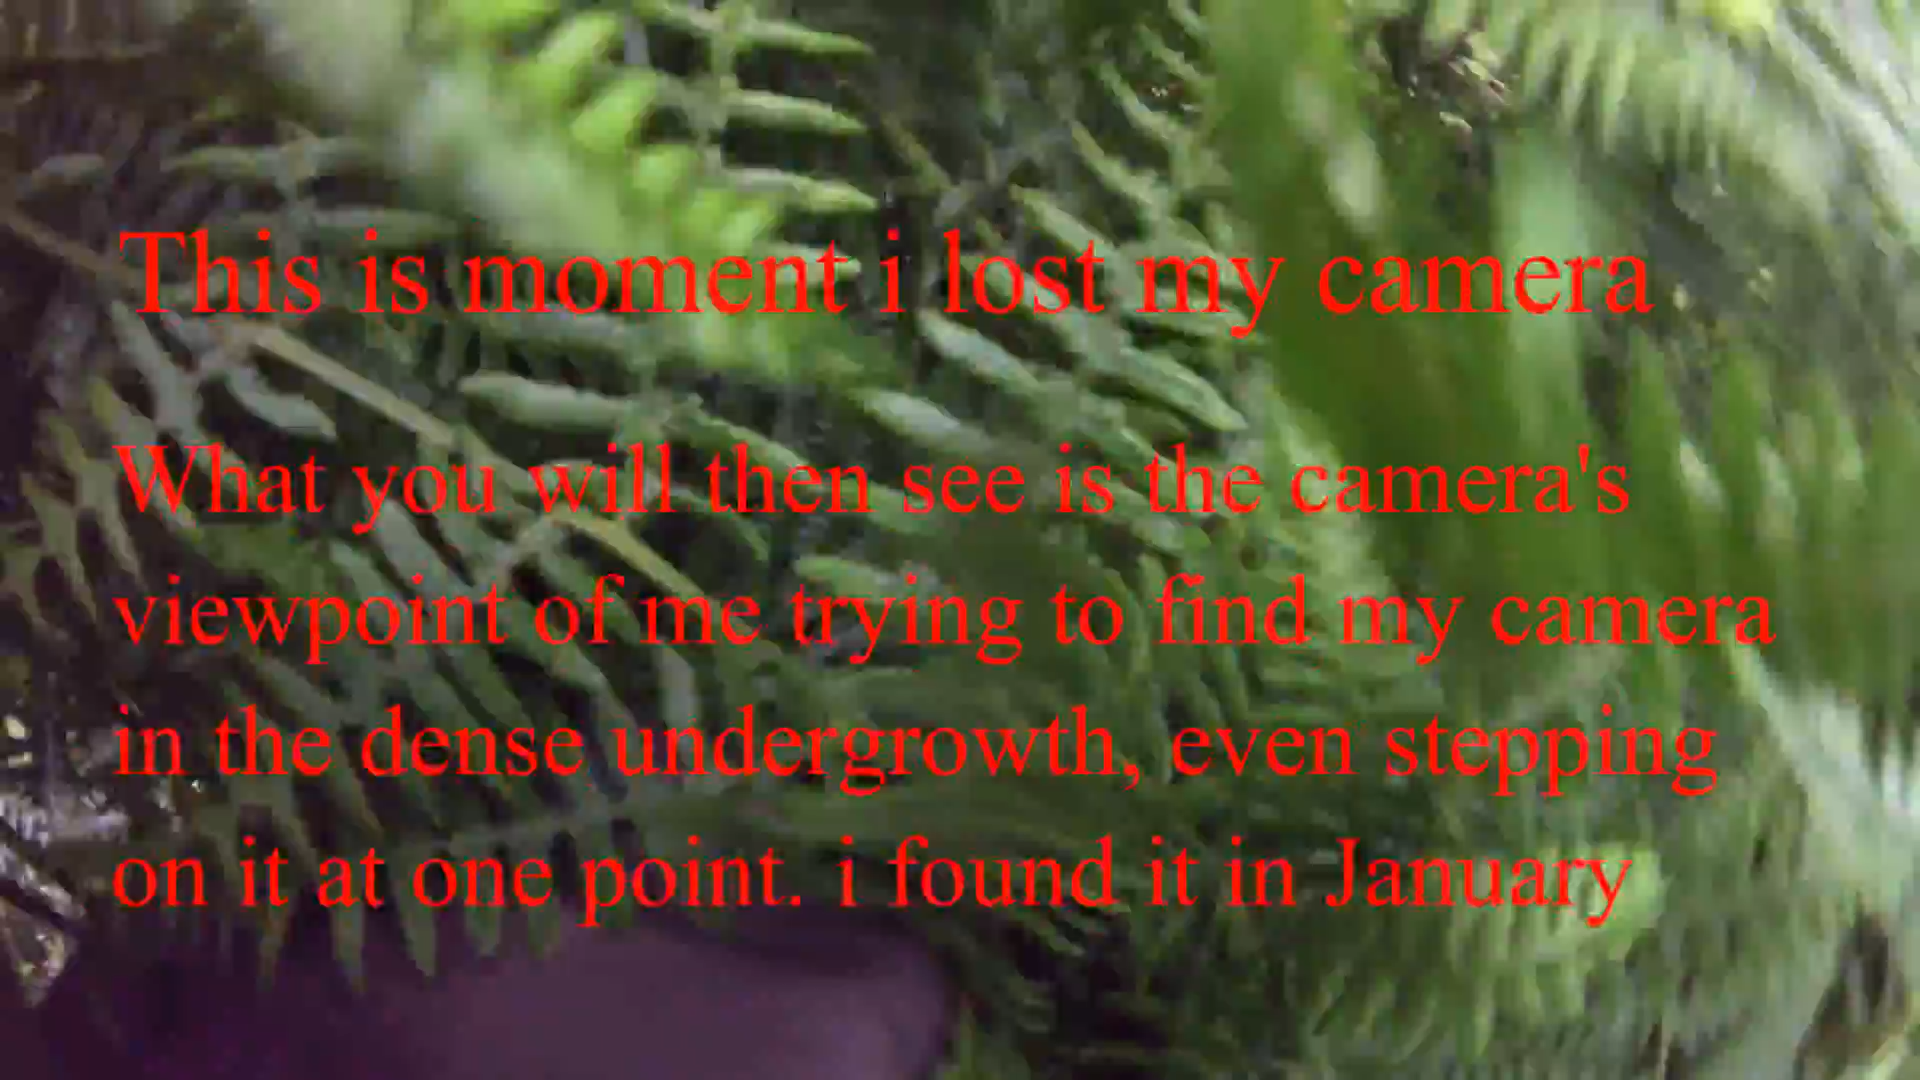 This is moment i lost my camera
What you will then see is the camera's
viewpoint of me trying to find my camera
in the dense undergrowth, even stepping
on it at one point. i found it in January